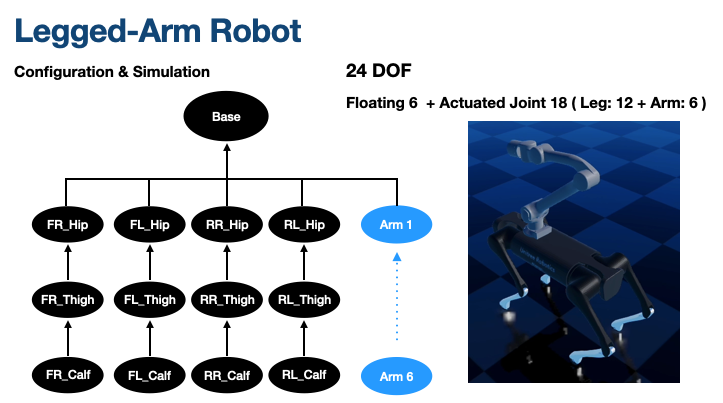 Legged-Arm Robot
Configuration & Simulation
24 DOF
Floating 6 + Actuated Joint 18 ( Leg: 12 + Arm: 6 )
Base
FR_Hip
FL_Hip
RR_Hip
RL_Hip
Arm 1
FR_Thigh
FL_Thigh
RR_Thigh
RL_Thigh
FR_Calf
FL_Calf
RR_Calf
RL_Calf
Arm 6